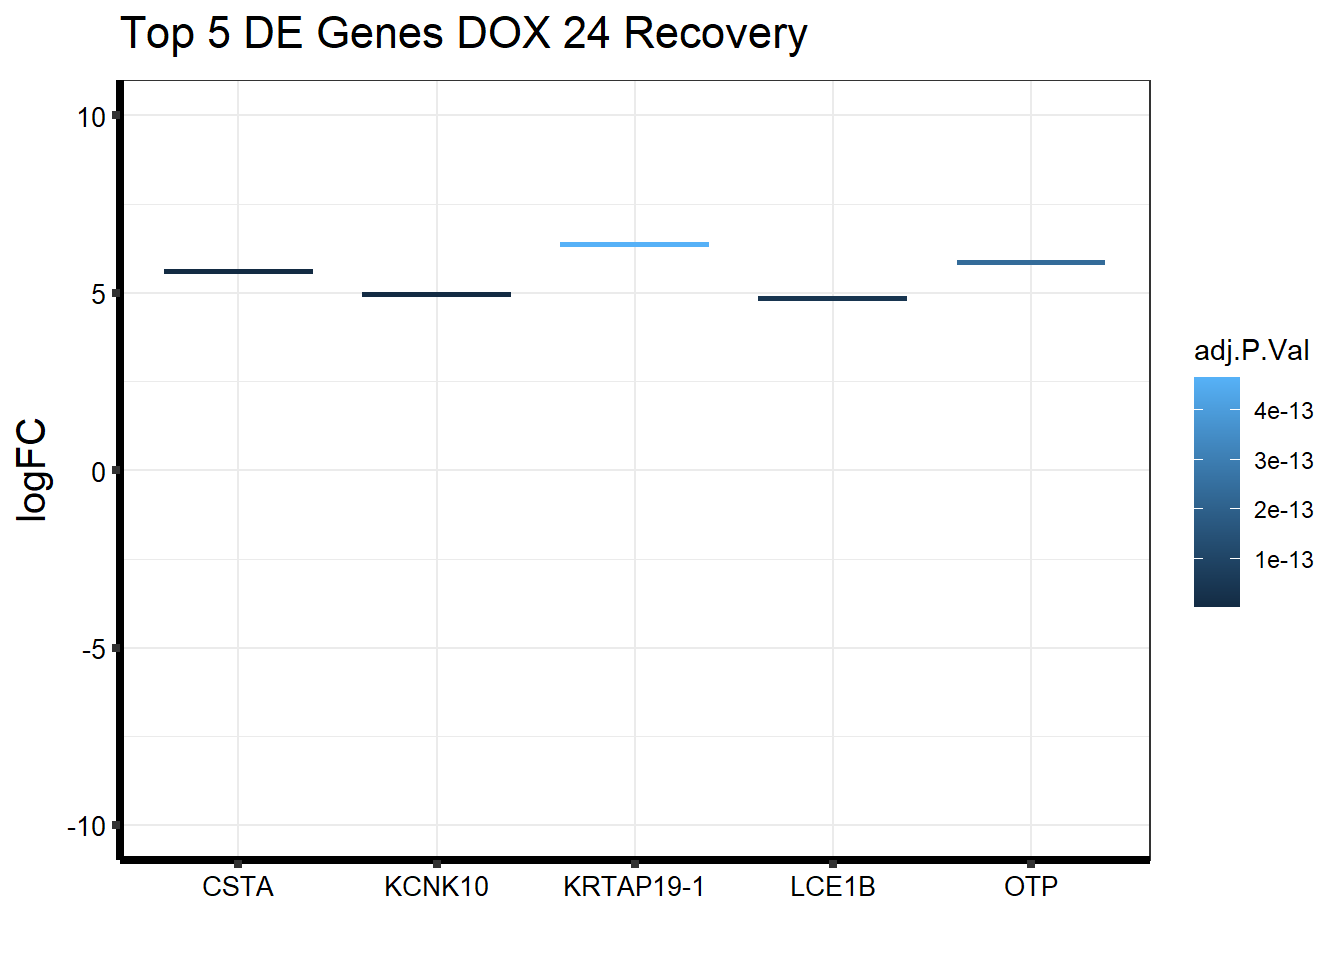 Top 5 DE Genes DOX 24 Recovery
10
5
0
-5
-10
logFC
CSTA KCNK10 KRTAP19-1 LCE1B OTP
adj.P.Val
4e-13
3e-13
2e-13
1e-13